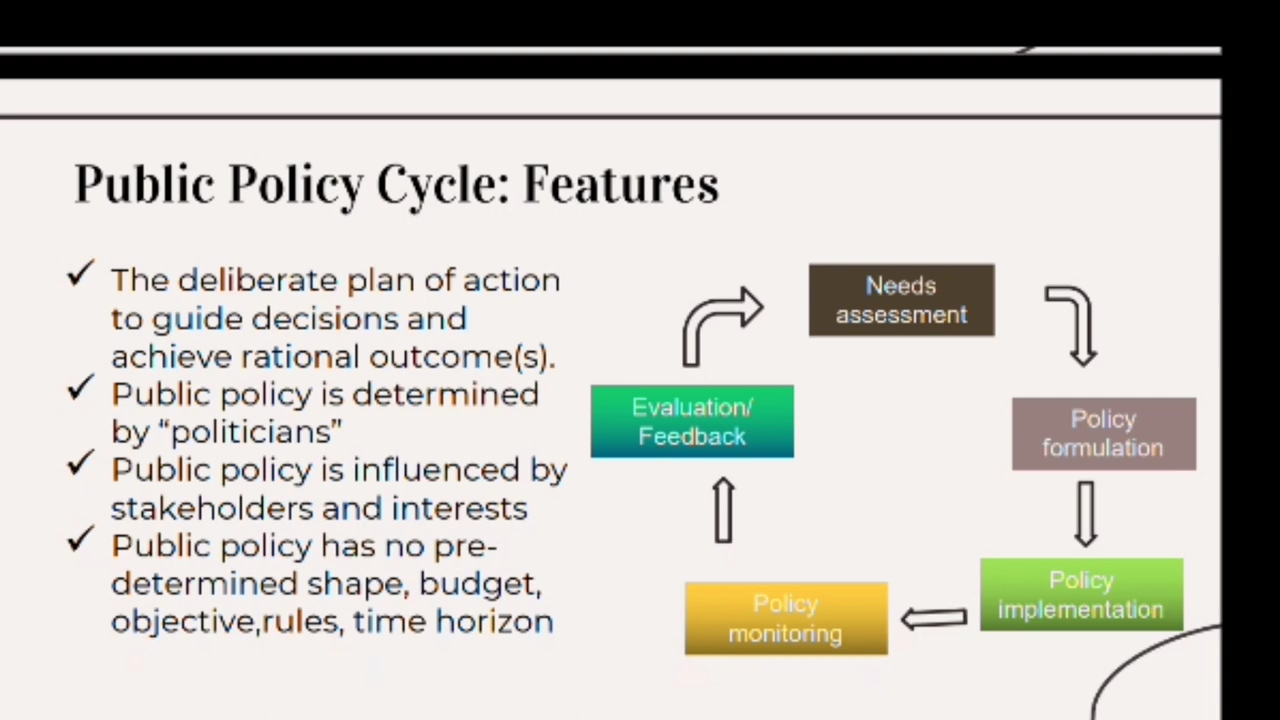 Public Policy Cycle: Features
The deliberate plan of action
to guide decisions and
achieve rational outcome(s).
Public policy is determined
by “politicians”
Public policy is influenced by
stakeholders and interests
Public policy has no pre-
determined shape, budget,
objective,rules, time horizon
Needs
assessment
Policy
formulation
Policy
implementation
Policy
monitoring
Evaluation/
Feedback